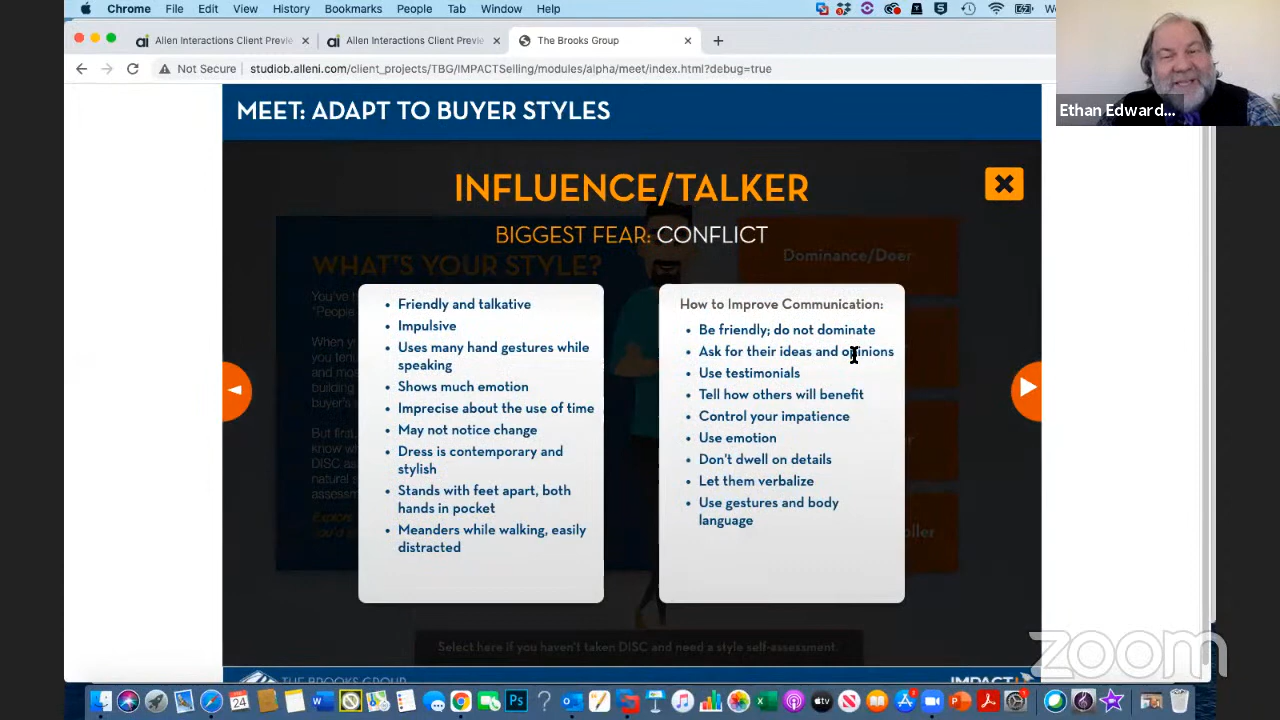 Chrome File Edit View History Bookmarks People Tab Window Help
Allen Interactions Client Previe
Allen Interactions Client Previe
The Brooks Group
Not Secure studiob.alleni.com/client_projects/TBG/IMPACTSelling/modules/alpha/meet/index.html?debug=true
Ethan Edward...
MEET: ADAPT TO BUYER STYLES
INFLUENCE/TALKER
BIGGEST FEAR: CONFLICT
WHAT'S YOUR STYLE?
Dominance/Doer
• Friendly and talkative
• Impulsive
• Uses many hand gestures while
speaking
• Shows much emotion
• Imprecise about the use of time
• May not notice change
• Dress is contemporary and
stylish
• Stands with feet apart, both
hands in pocket
• Meanders while walking, easily
distracted
How to Improve Communication:
• Be friendly; do not dominate
• Ask for their ideas and opinions
• Use testimonials
• Tell how others will benefit
• Control your impatience
• Use emotion
• Don't dwell on details
• Let them verbalize
• Use gestures and body
language
Select here if you haven't taken DISC and need a style self-assessment.
THE BROOKS GROUP
IMPACT
zoom